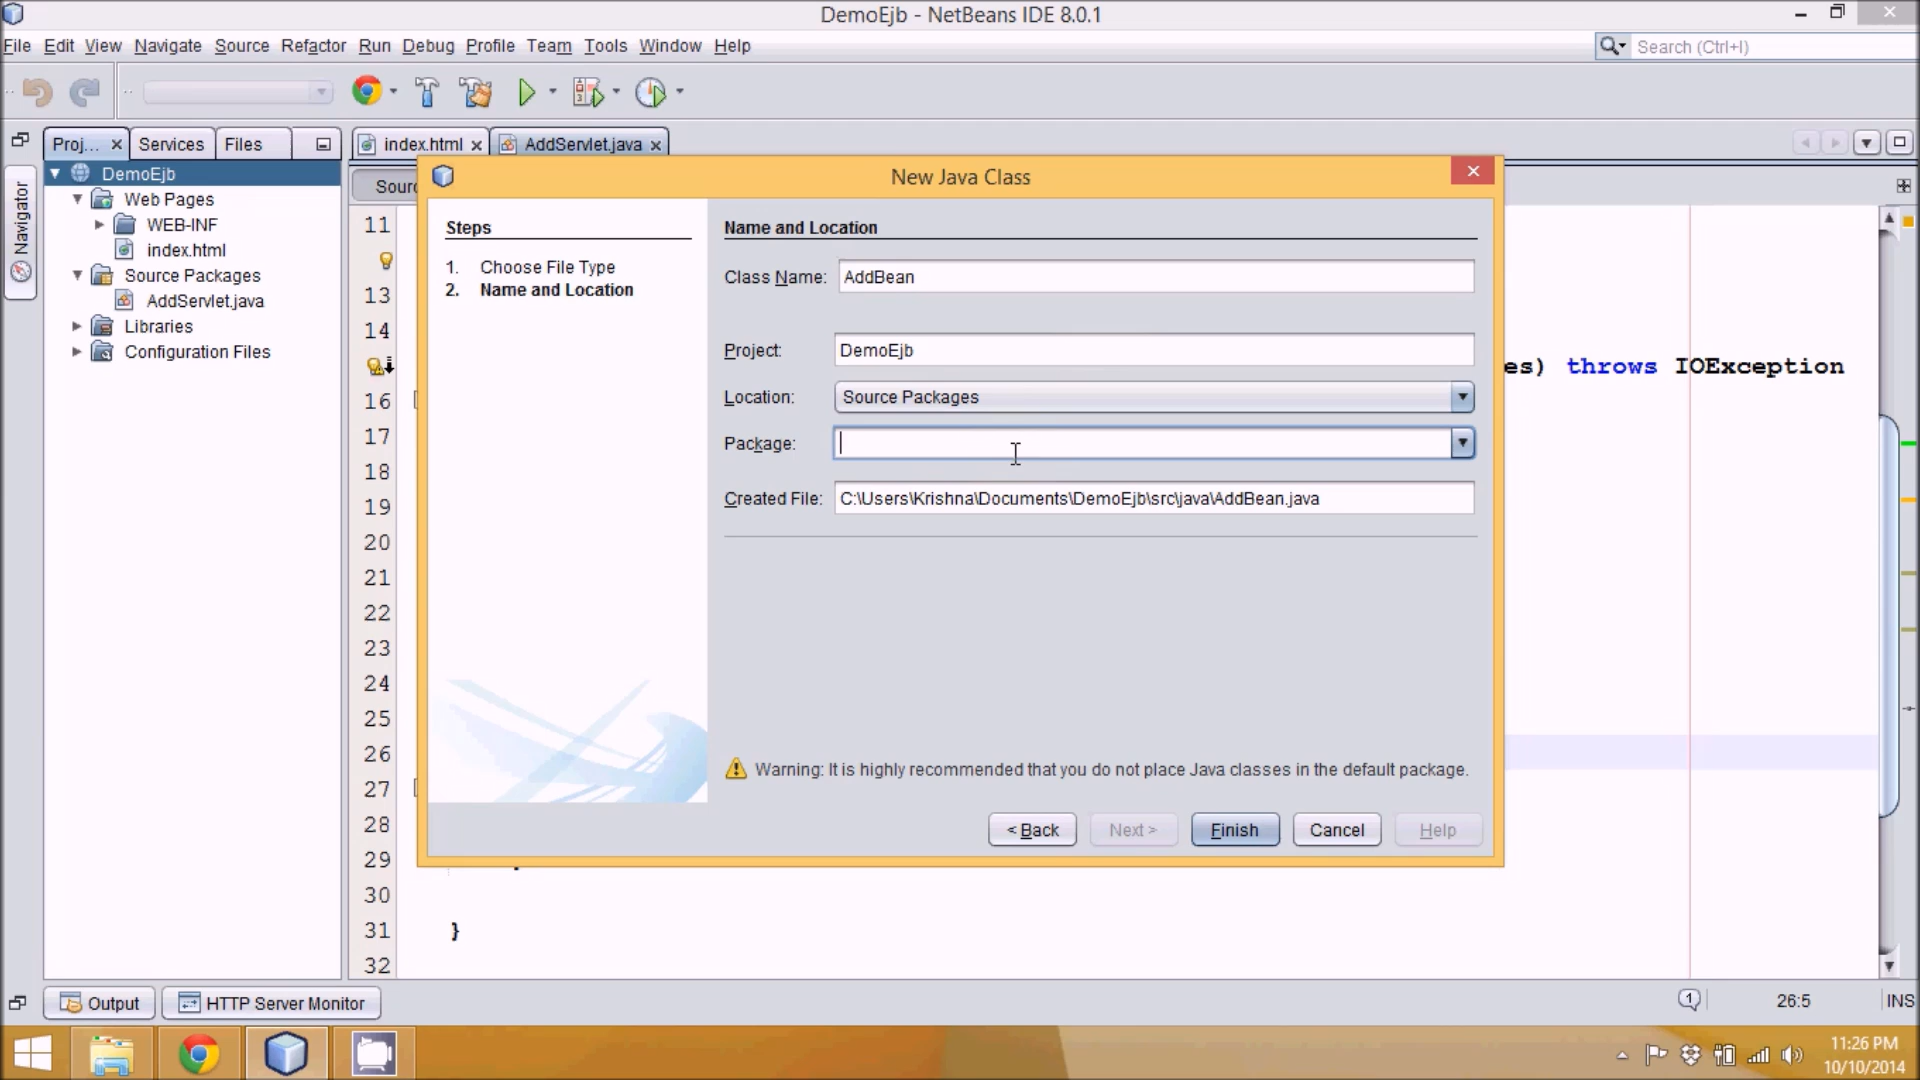 DemoEjb - NetBeans IDE 8.0.1
File Edit View Navigate Source Refactor Run Debug Profile Team Tools Window Help
Search (Ctrl+I)
Proj... Services Files
index.html AddServlet.java
Navigator
DemoEjb
Web Pages
WEB-INF
index.html
Source Packages
AddServlet.java
Libraries
Configuration Files
New Java Class
Steps
1. Choose File Type
2. Name and Location
Name and Location
Class Name: AddBean
Project: DemoEjb
Location: Source Packages
Package:
Created File: C:\Users\Krishna\Documents\DemoEjb\src\java\AddBean.java
Warning: It is highly recommended that you do not place Java classes in the default package.
< Back Next > Finish Cancel Help
Sourc
11
13
14
es) throws IOException
16
17
18
19
20
21
22
23
24
25
26
27
28
29
30
31 }
32
Output HTTP Server Monitor
1 26:5 INS
11:26 PM
10/10/2014